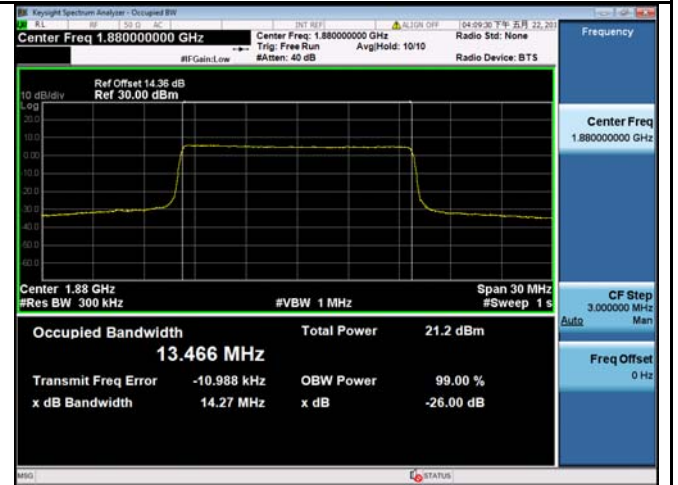 Keysight Spectrum Analyzer - Occupied BW
RL RF 50 Ω AC INT REF ALIGN OFF 04:09:30 下午 五月 22, 201
Center Freq 1.880000000 GHz
Center Freq: 1.880000000 GHz
Radio Std: None
Frequency
Trig: Free Run Avg|Hold: 10/10
#IFGain:Low #Atten: 40 dB Radio Device: BTS
Ref Offset 14.36 dB
10 dB/div Ref 30.00 dBm
Log
20.0
10.0
0.00
10.0
20.0
30.0
40.0
50.0
60.0
Center Freq
1.880000000 GHz
Center 1.88 GHz Span 30 MHz
#Res BW 300 kHz #VBW 1 MHz #Sweep 1 s
CF Step
3.000000 MHz
Auto Man
Occupied Bandwidth Total Power 21.2 dBm
13.466 MHz
Freq Offset
0 Hz
Transmit Freq Error -10.988 kHz OBW Power 99.00 %
x dB Bandwidth 14.27 MHz x dB -26.00 dB
MSG STATUS